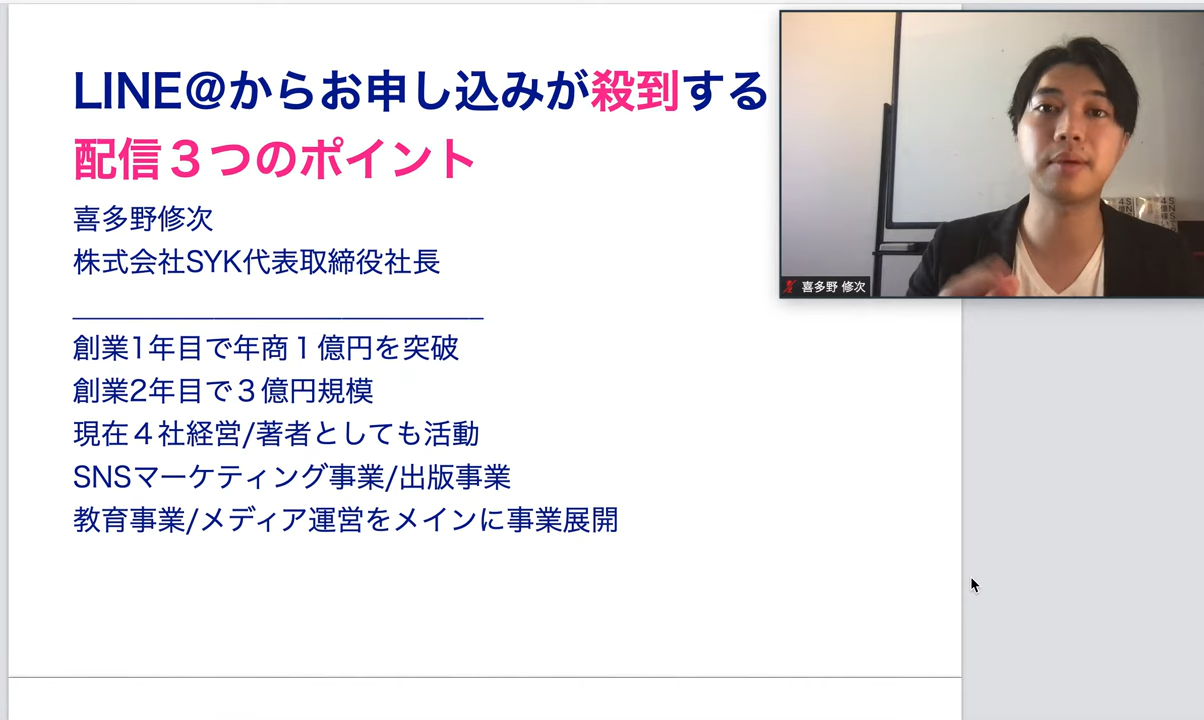 LINE@からお申し込みが殺到する
配信３つのポイント
喜多野修次
株式会社SYK代表取締役社長
創業1年目で年商１億円を突破
創業2年目で３億円規模
現在４社経営/著者としても活動
SNSマーケティング事業/出版事業
教育事業/メディア運営をメインに事業展開
喜多野 修次